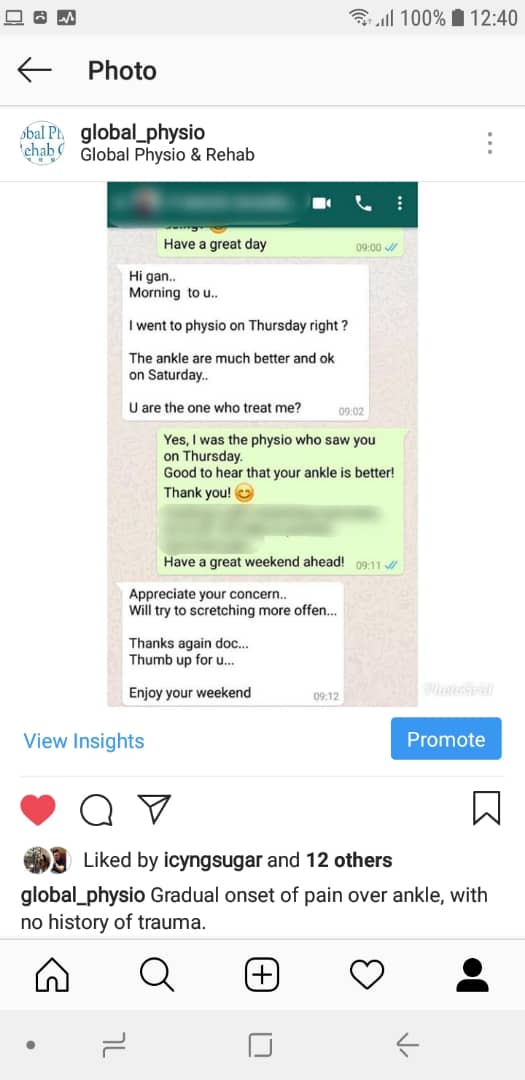 100% 12:40
Photo
global_physio
Global Physio & Rehab
Have a great day
09:00
Hi gan..
Morning to u..
I went to physio on Thursday right ?
The ankle are much better and ok
on Saturday..
U are the one who treat me?
09:02
Yes, I was the physio who saw you
on Thursday.
Good to hear that your ankle is better!
Thank you!
Have a great weekend ahead! 09:11
Appreciate your concern..
Will try to scretching more offen...
Thanks again doc...
Thumb up for u...
Enjoy your weekend
09:12
PhotoGrid
View Insights
Promote
Liked by icyngsugar and 12 others
global_physio Gradual onset of pain over ankle, with
no history of trauma.